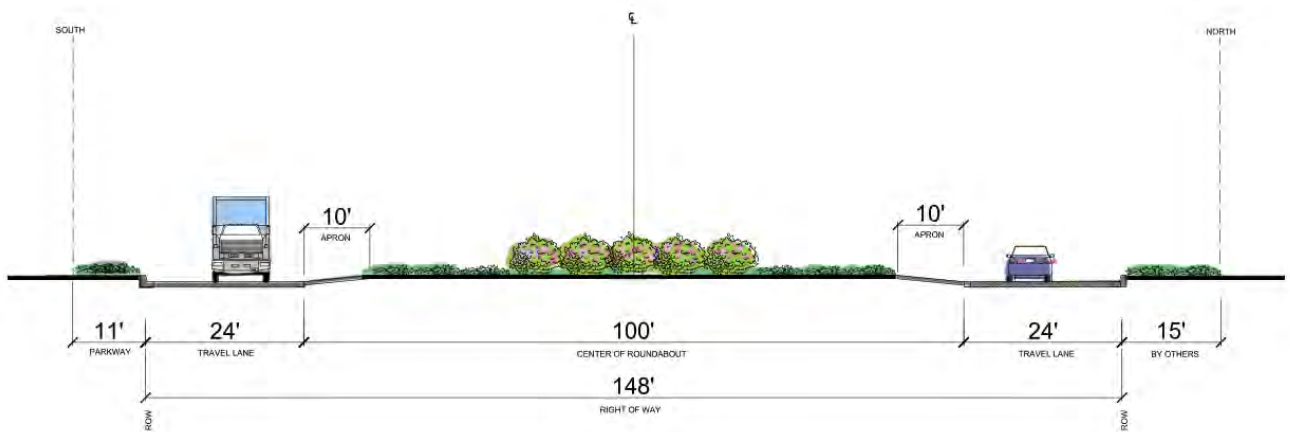 ℄
SOUTH
NORTH
10'
APRON
10'
APRON
11'
PARKWAY
24'
TRAVEL LANE
100'
CENTER OF ROUNDABOUT
24'
TRAVEL LANE
15'
BY OTHERS
148'
RIGHT OF WAY
ROW
ROW